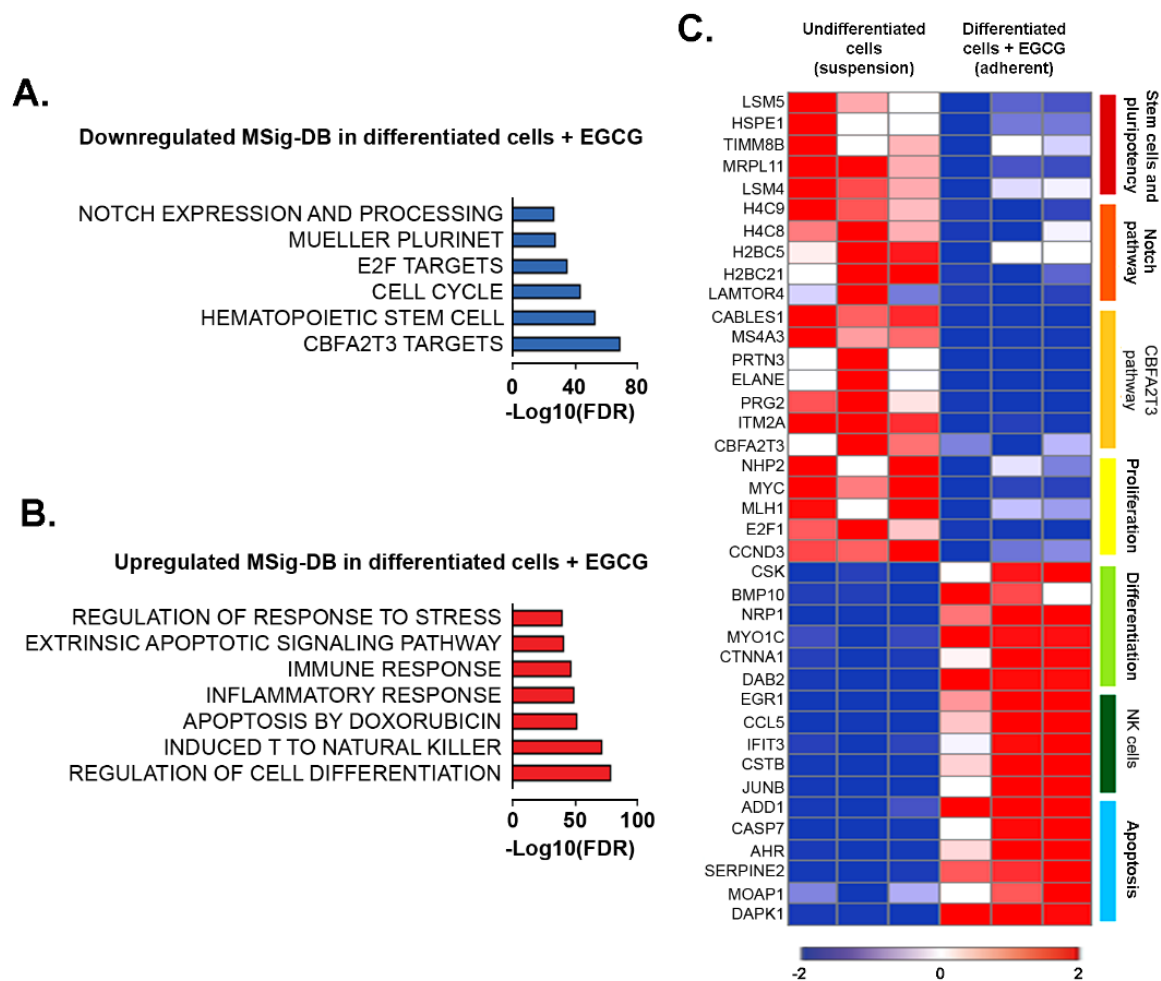 A.
Downregulated MSig-DB in differentiated cells + EGCG
NOTCH EXPRESSION AND PROCESSING
MUELLER PLURINET
E2F TARGETS
CELL CYCLE
HEMATOPOIETIC STEM CELL
CBFA2T3 TARGETS
0 40 80
-Log10(FDR)
B.
Upregulated MSig-DB in differentiated cells + EGCG
REGULATION OF RESPONSE TO STRESS
EXTRINSIC APOPTOTIC SIGNALING PATHWAY
IMMUNE RESPONSE
INFLAMMATORY RESPONSE
APOPTOSIS BY DOXORUBICIN
INDUCED T TO NATURAL KILLER
REGULATION OF CELL DIFFERENTIATION
0 50 100
-Log10(FDR)
C.
Undifferentiated
cells
(suspension)
Differentiated
cells + EGCG
(adherent)
LSM5
HSPE1
TIMM8B
MRPL11
LSM4
H4C9
H4C8
H2BC5
H2BC21
LAMTOR4
CABLES1
MS4A3
PRTN3
ELANE
PRG2
ITM2A
CBFA2T3
NHP2
MYC
MLH1
E2F1
CCND3
CSK
BMP10
NRP1
MYO1C
CTNNA1
DAB2
EGR1
CCL5
IFIT3
CSTB
JUNB
ADD1
CASP7
AHR
SERPINE2
MOAP1
DAPK1
Stem cells and
pluripotency
Notch
pathway
CBFA2T3
pathway
Proliferation
Differentiation
NK cells
Apoptosis
-2 0 2